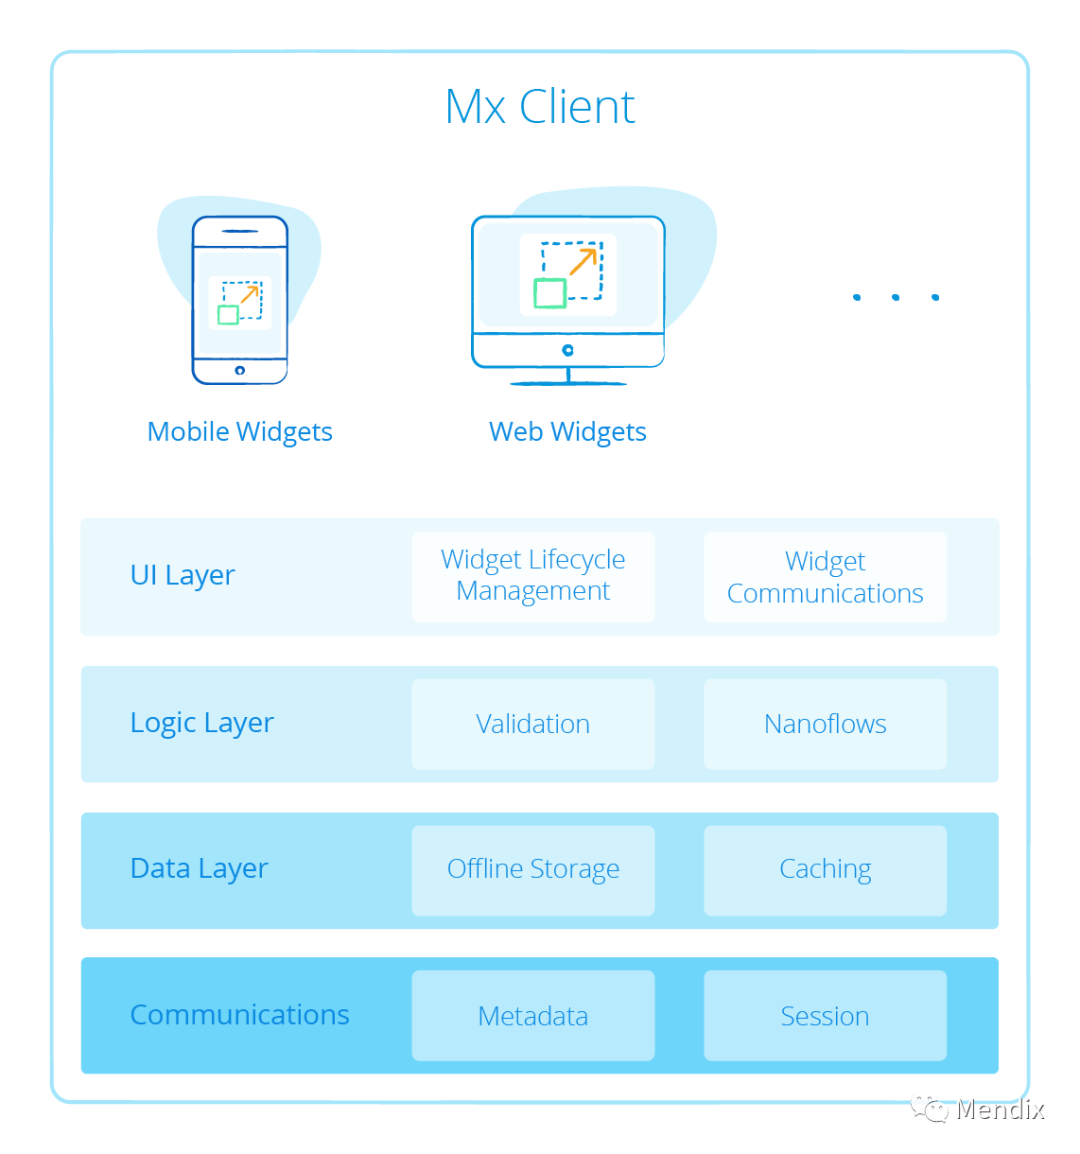 Mx Client
Mobile Widgets
Web Widgets
UI Layer
Widget Lifecycle
Management
Widget
Communications
Logic Layer
Validation
Nanoflows
Data Layer
Offline Storage
Caching
Communications
Metadata
Session
Mendix